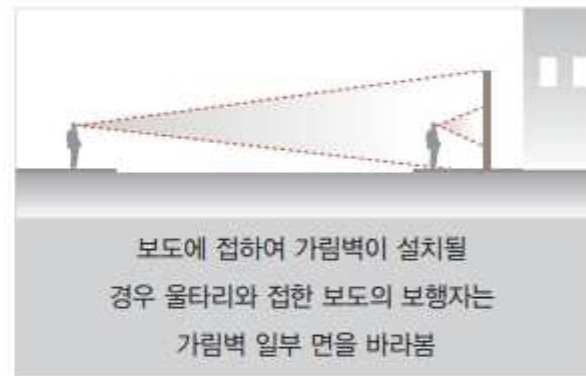 보도에 접하여 가림벽이 설치될
경우 울타리와 접한 보도의 보행자는
가림벽 일부 면을 바라봄